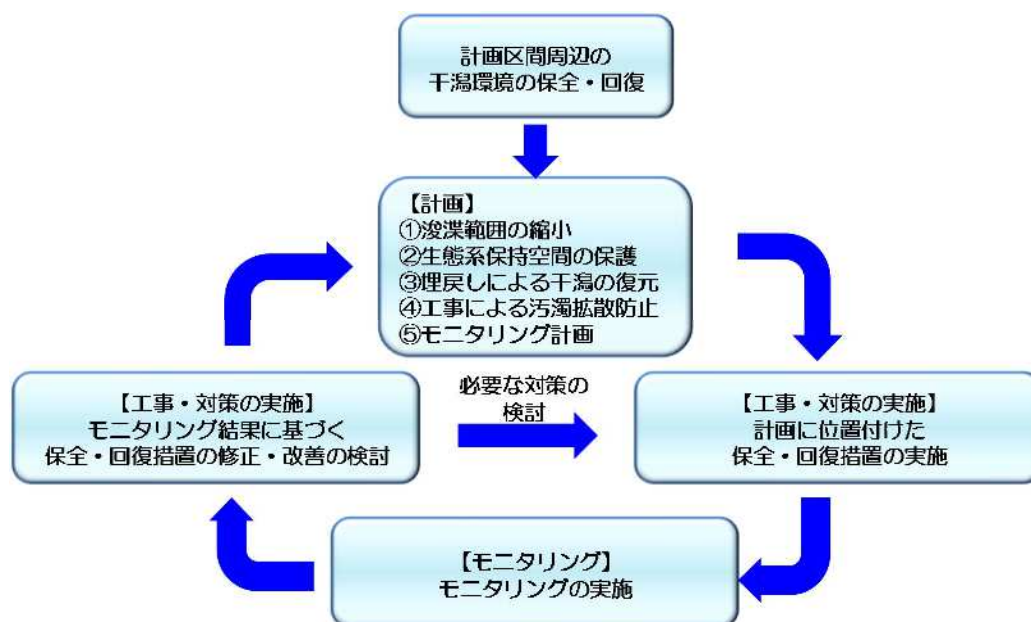 計画区間周辺の
干潟環境の保全・回復
【計画】
①浚渫範囲の縮小
②生態系保持空間の保護
③埋戻しによる干潟の復元
④工事による汚濁拡散防止
⑤モニタリング計画
【工事・対策の実施】
モニタリング結果に基づく
保全・回復措置の修正・改善の検討
必要な対策の
検討
【工事・対策の実施】
計画に位置付けた
保全・回復措置の実施
【モニタリング】
モニタリングの実施